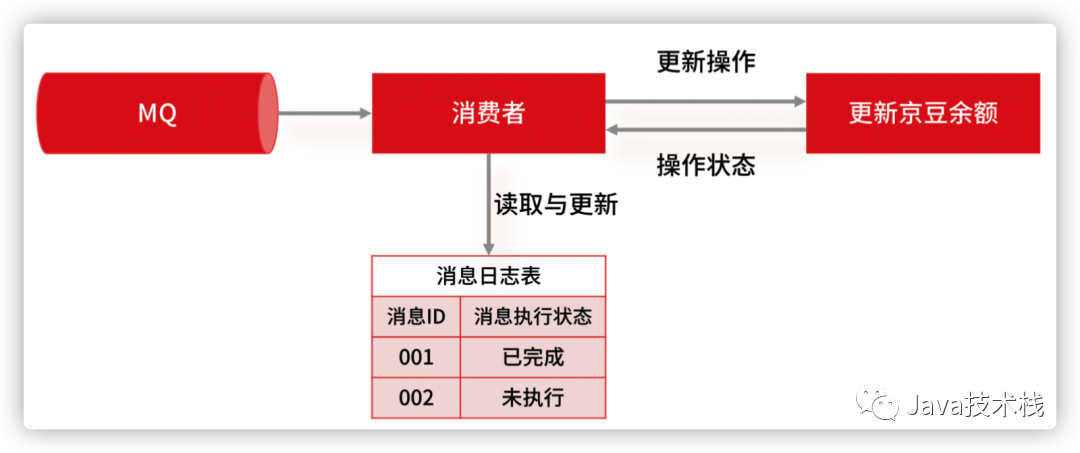 更新操作
MQ
消费者
更新京豆余额
操作状态
读取与更新
消息日志表
消息ID 消息执行状态
001 已完成
002 未执行
Java技术栈